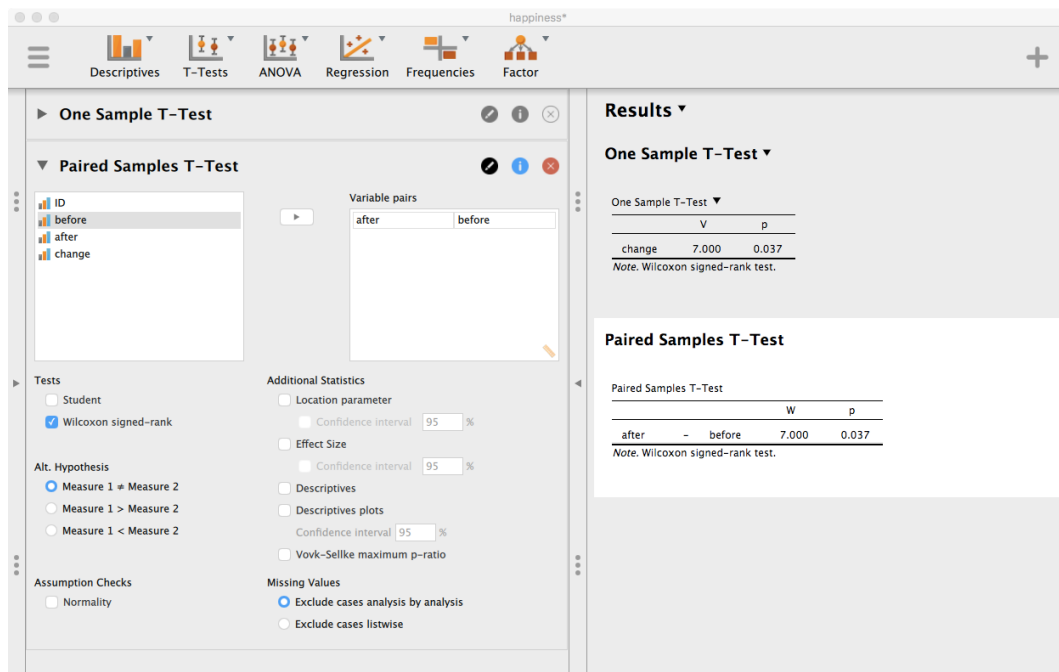 happiness*
Descriptives T-Tests ANOVA Regression Frequencies Factor
One Sample T-Test
Paired Samples T-Test
ID
before
after
change
Variable pairs
after before
Tests
Student
Wilcoxon signed-rank
Alt. Hypothesis
Measure 1 ≠ Measure 2
Measure 1 > Measure 2
Measure 1 < Measure 2
Assumption Checks
Normality
Additional Statistics
Location parameter
Confidence interval 95 %
Effect Size
Confidence interval 95 %
Descriptives
Descriptives plots
Confidence interval 95 %
Vovk-Sellke maximum p-ratio
Missing Values
Exclude cases analysis by analysis
Exclude cases listwise
Results
One Sample T-Test
One Sample T-Test
V p
change 7.000 0.037
Note. Wilcoxon signed-rank test.
Paired Samples T-Test
Paired Samples T-Test
W p
after - before 7.000 0.037
Note. Wilcoxon signed-rank test.